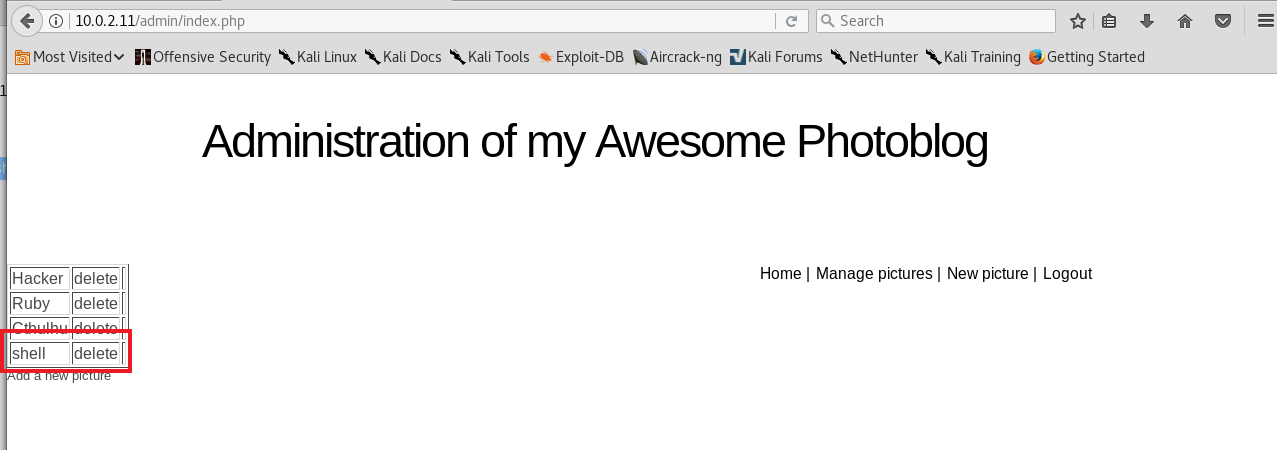 10.0.2.11/admin/index.php Search
Most Visited Offensive Security Kali Linux Kali Docs Kali Tools Exploit-DB Aircrack-ng Kali Forums NetHunter Kali Training Getting Started
Administration of my Awesome Photoblog
Home | Manage pictures | New picture | Logout
Hacker delete
Ruby delete
Cthulhu delete
shell delete
Add a new picture